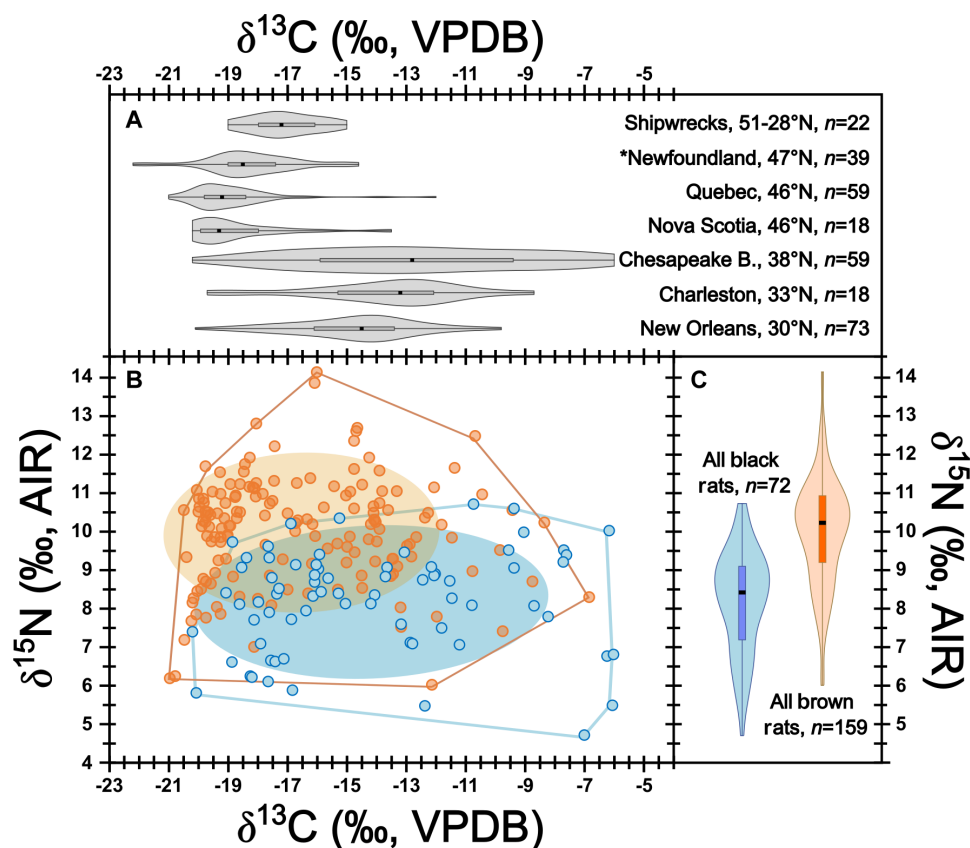 δ¹³C (‰, VPDB)
-23 -21 -19 -17 -15 -13 -11 -9 -7 -5
A
Shipwrecks, 51-28°N, n=22
*Newfoundland, 47°N, n=39
Quebec, 46°N, n=59
Nova Scotia, 46°N, n=18
Chesapeake B., 38°N, n=59
Charleston, 33°N, n=18
New Orleans, 30°N, n=73
B
δ¹⁵N (‰, AIR)
14
13
12
11
10
9
8
7
6
5
4
-23 -21 -19 -17 -15 -13 -11 -9 -7 -5
δ¹³C (‰, VPDB)
C
All black
rats, n=72
All brown
rats, n=159
14
13
12
11
10
9
8
7
6
5
4
δ¹⁵N (‰, AIR)